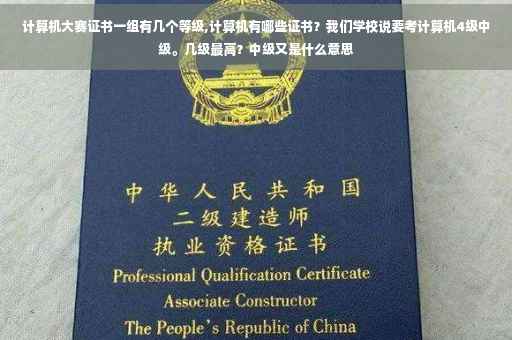 计算机大赛证书一组有几个等级,计算机有哪些证书？我们学校说要考计算机4级中
级。几级最高？中级又是什么意思
中华人民共和国
二级建造师
执业资格证书
Professional Qualification Certificate
Associate Constructor
The People's Republic of China